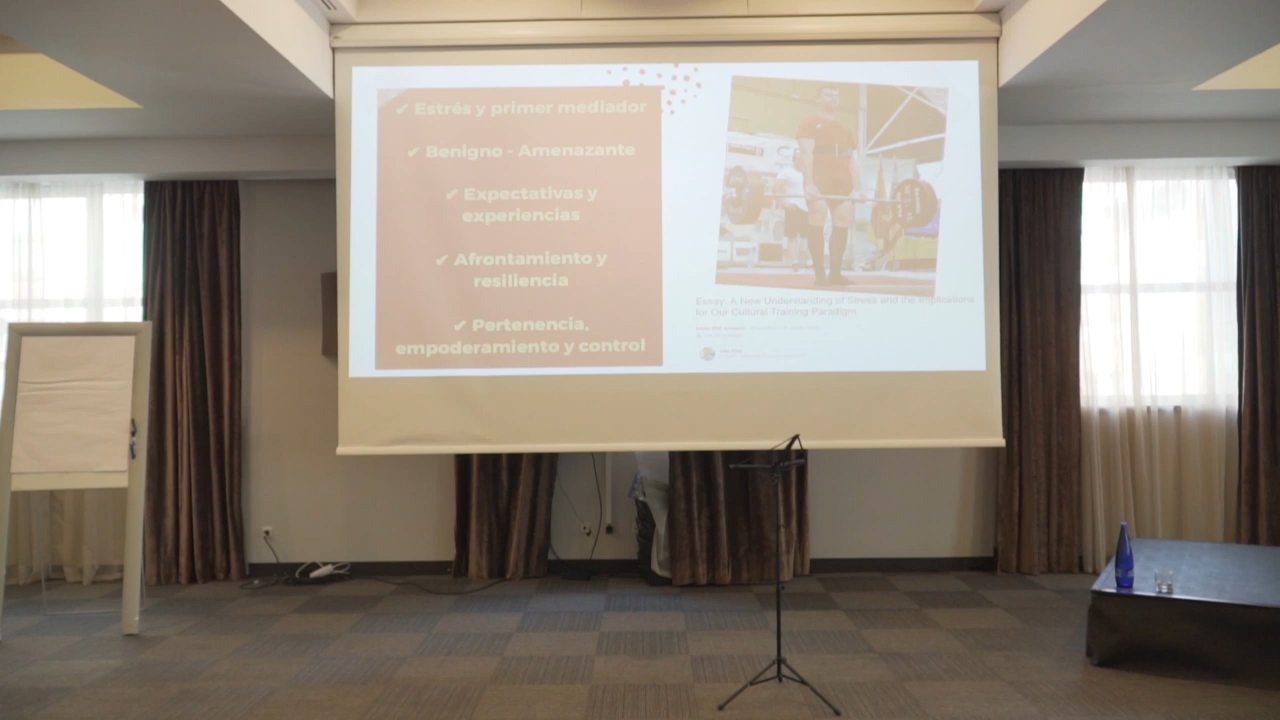 ✔ Estrés y primer mediador
✔ Benigno - Amenazante
✔ Expectativas y
experiencias
✔ Afrontamiento y
resiliencia
✔ Pertenencia,
empoderamiento y control
Essay: A New Understanding of Stress and the Implications
for Our Cultural Training Paradigm